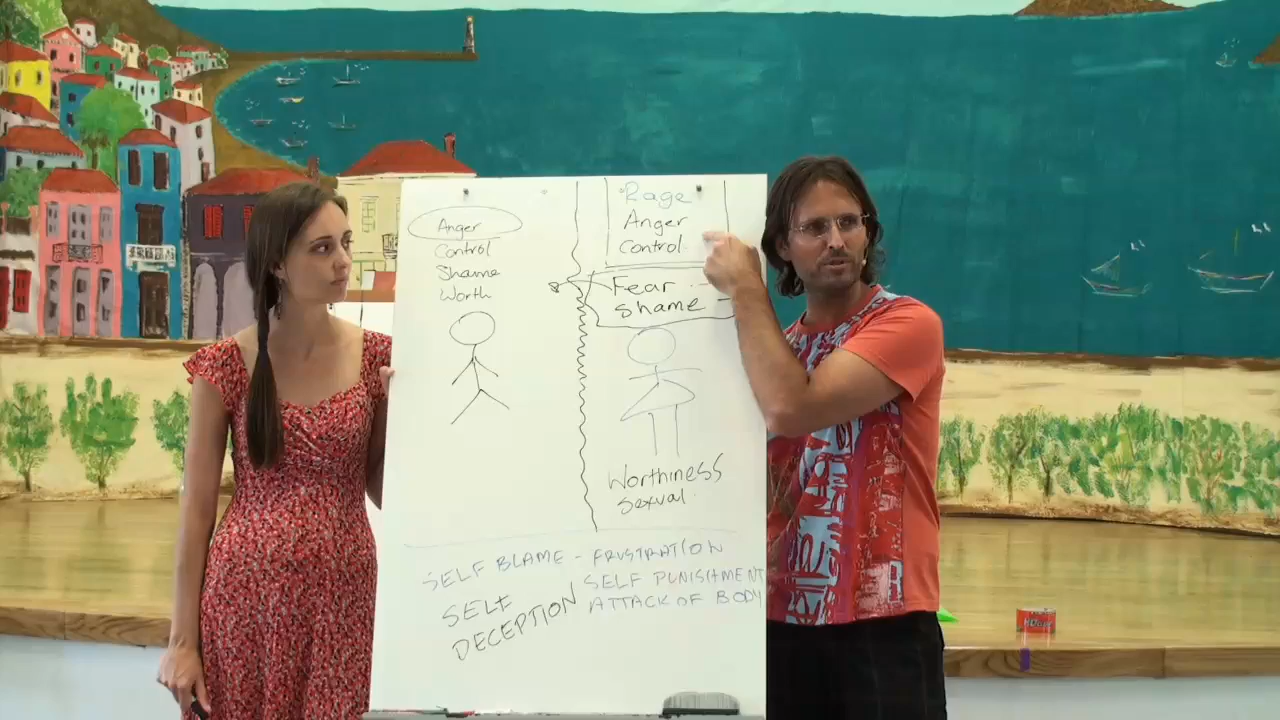 Anger
Control
Shame
Worth
Rage
Anger
Control
Fear
Shame
Worthiness
Sexual
SELF BLAME - FRUSTRATION
SELF DECEPTION
SELF PUNISHMENT
ATTACK OF BODY